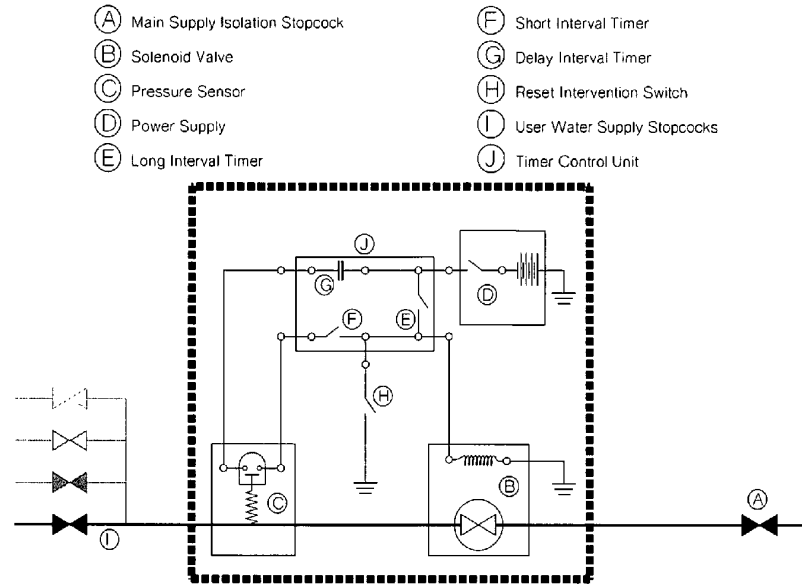 A Main Supply Isolation Stopcock
B Solenoid Valve
C Pressure Sensor
D Power Supply
E Long Interval Timer
F Short Interval Timer
G Delay Interval Timer
H Reset Intervention Switch
I User Water Supply Stopcocks
J Timer Control Unit
J
G
D
F
E
H
C
B
A
I